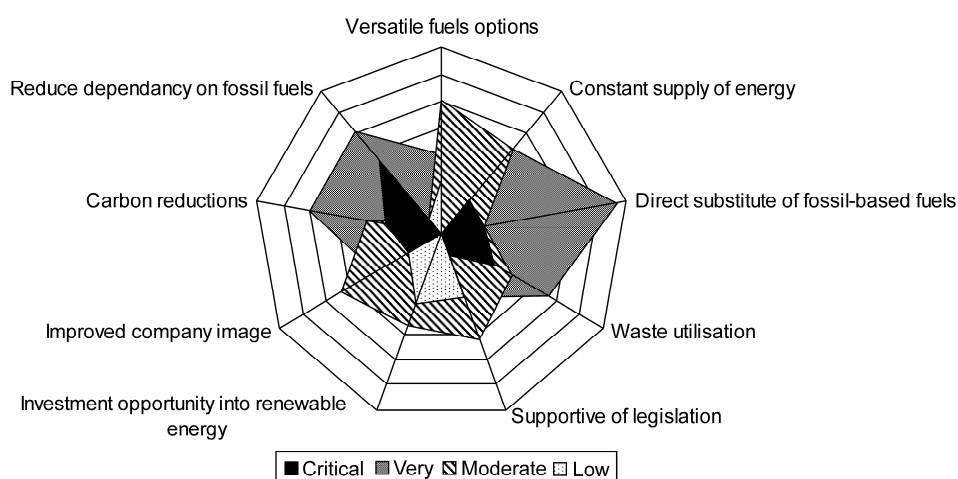 Versatile fuels options
Reduce dependancy on fossil fuels
Constant supply of energy
Carbon reductions
Direct substitute of fossil-based fuels
Improved company image
Waste utilisation
Investment opportunity into renewable
energy
Supportive of legislation
Critical Very Moderate Low